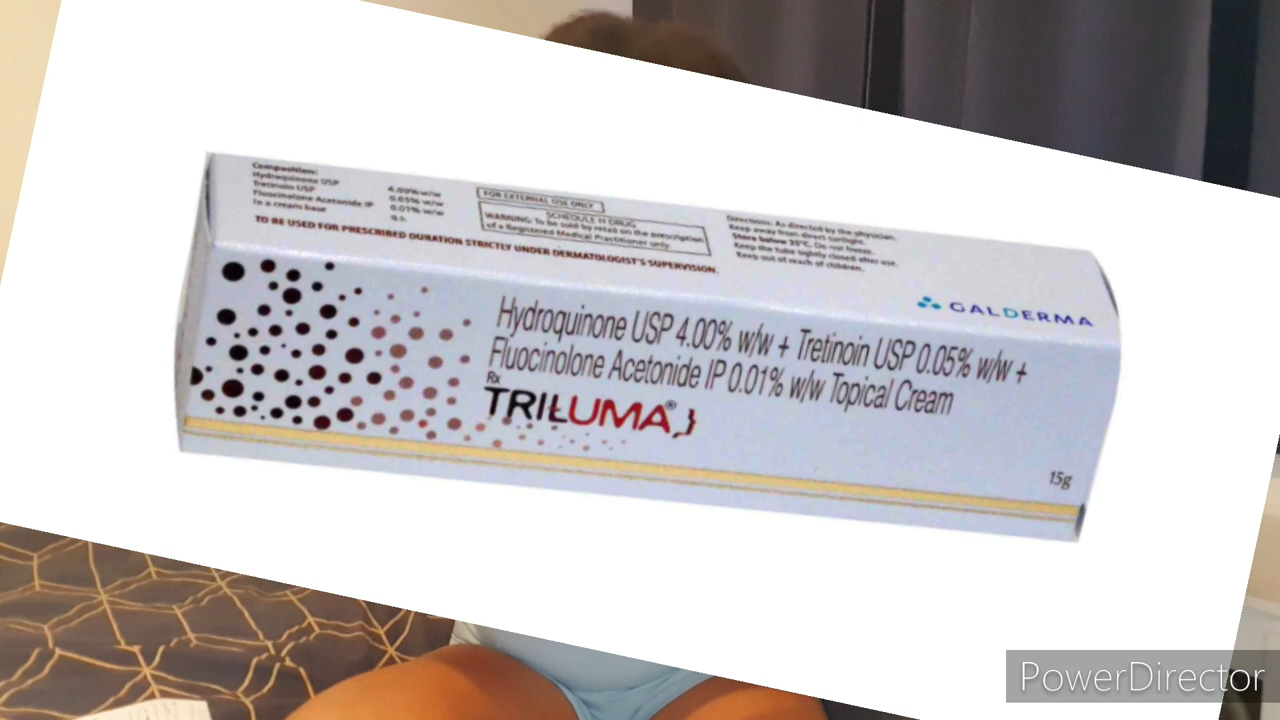 Composition:
Hydroquinone USP 4.00% w/w
Tretinoin USP 0.05% w/w
Fluocinolone Acetonide IP 0.01% w/w
In a cream base q.s.
TO BE USED FOR PRESCRIBED DURATION STRICTLY UNDER DERMATOLOGIST'S SUPERVISION.
FOR EXTERNAL USE ONLY
SCHEDULE H DRUG
WARNING: To be sold by retail on the prescription
of a Registered Medical Practitioner only.
Directions: As directed by the physician.
Keep away from direct sunlight.
Store below 25°C. Do not freeze.
Keep the tube tightly closed after use.
Keep out of reach of children.
GALDERMA
Hydroquinone USP 4.00% w/w + Tretinoin USP 0.05% w/w +
Fluocinolone Acetonide IP 0.01% w/w Topical Cream
Rx
TRILUMA®
15g
PowerDirector